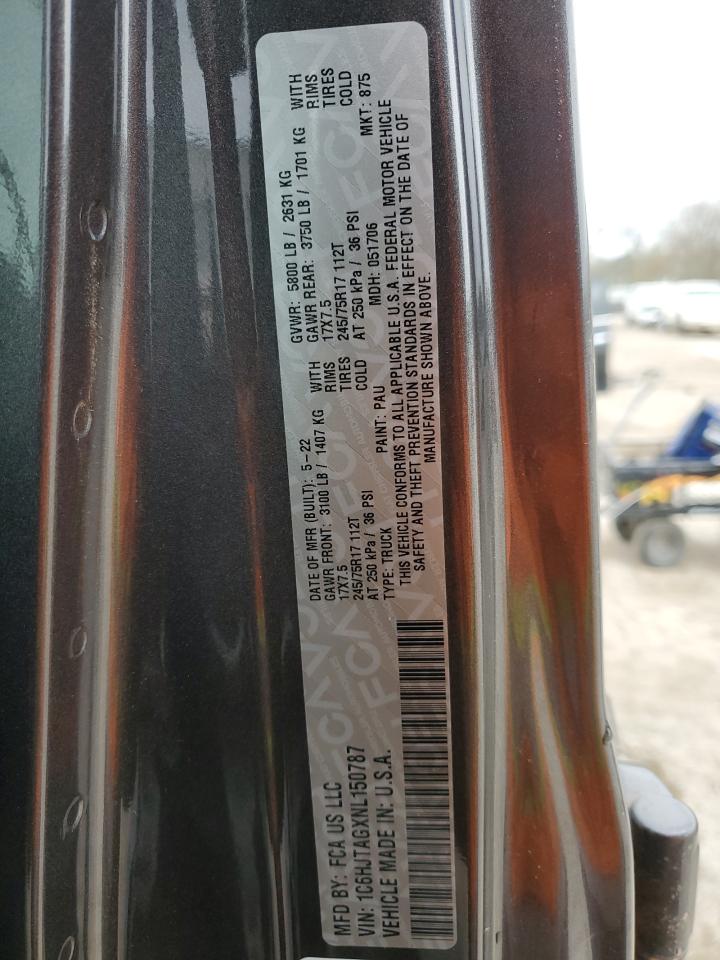 MFD BY: FCA US LLC
VIN: 1C6HJTAGXNL150787
VEHICLE MADE IN: U.S.A.
DATE OF MFR (BUILT): 5-22
GAWR FRONT: 3100 LB / 1407 KG WITH
17X7.5 RIMS
245/75R17 112T TIRES
AT 250 kPa / 36 PSI COLD
GVWR: 5800 LB / 2631 KG
GAWR REAR: 3750 LB / 1701 KG WITH
17X7.5 RIMS
245/75R17 112T TIRES
AT 250 kPa / 36 PSI COLD
TYPE: TRUCK PAINT: PAU MDH: 051706 MKT: 875
THIS VEHICLE CONFORMS TO ALL APPLICABLE U.S.A. FEDERAL MOTOR VEHICLE
SAFETY AND THEFT PREVENTION STANDARDS IN EFFECT ON THE DATE OF
MANUFACTURE SHOWN ABOVE.